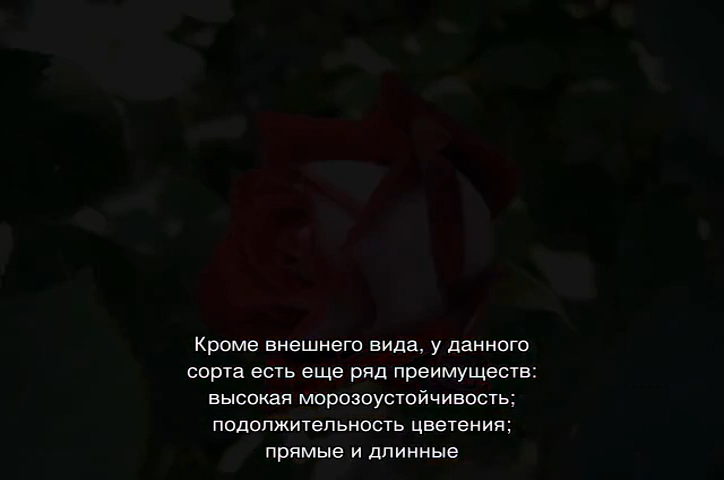 Кроме внешнего вида, у данного
сорта есть еще ряд преимуществ:
высокая морозоустойчивость;
подолжительность цветения;
прямые и длинные